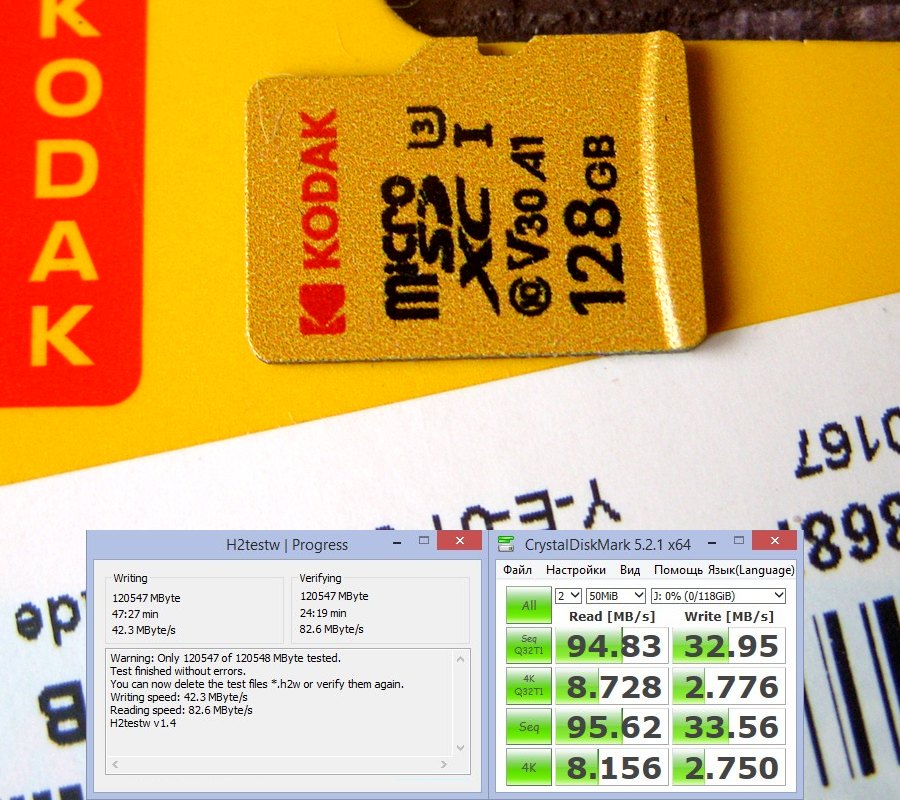 KODAK
KODAK
micro
SD
XC
U3
I
V30 A1
128GB
0167
868
Y-E-
H2testw | Progress
Writing
120547 MByte
47:27 min
42.3 MByte/s
Verifying
120547 MByte
24:19 min
82.6 MByte/s
Warning: Only 120547 of 120548 MByte tested.
Test finished without errors.
You can now delete the test files *.h2w or verify them again.
Writing speed: 42.3 MByte/s
Reading speed: 82.6 MByte/s
H2testw v1.4
CrystalDiskMark 5.2.1 x64
Файл Настройки Вид Помощь Язык(Language)
All 2 50MiB J: 0% (0/118GiB)
Read [MB/s] Write [MB/s]
Seq Q32T1 94.83 32.95
4K Q32T1 8.728 2.776
Seq 95.62 33.56
4K 8.156 2.750